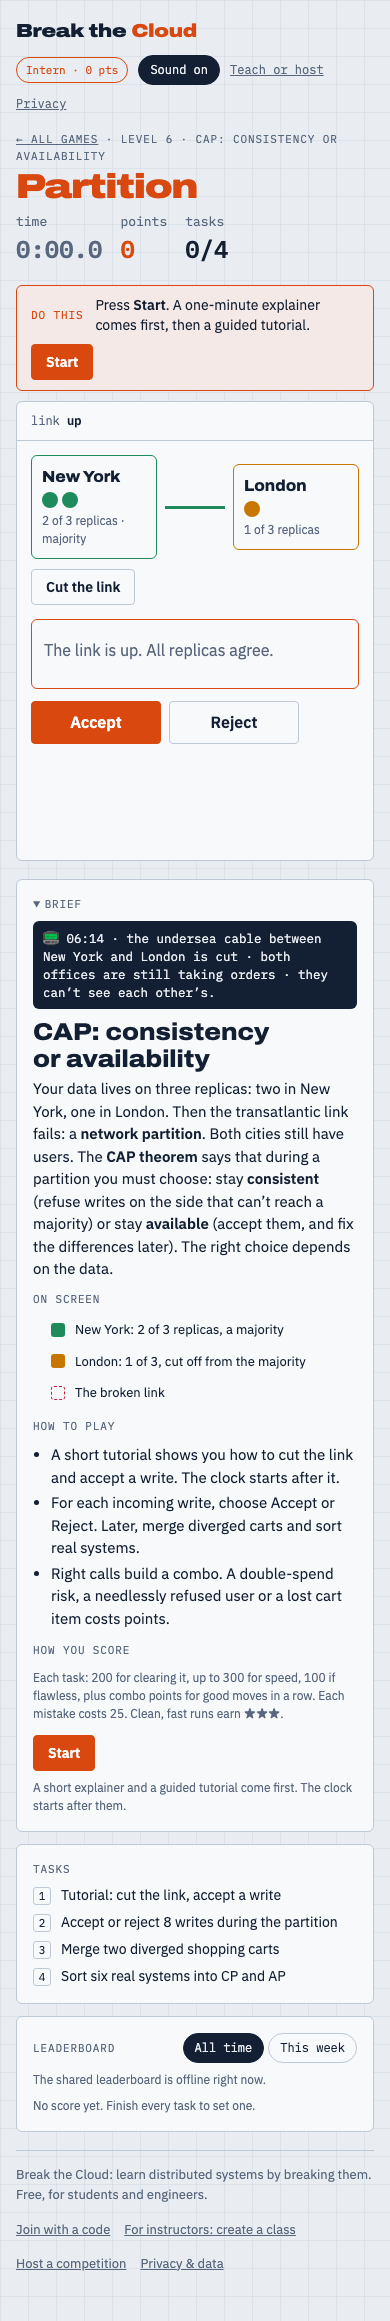 Break the Cloud
Intern · 0 pts
Sound on
Teach or host
Privacy
← ALL GAMES · LEVEL 6 · CAP: CONSISTENCY OR
AVAILABILITY
Partition
time points tasks
0:00.0 0 0/4
DO THIS
Press Start. A one-minute explainer
comes first, then a guided tutorial.
Start
link up
New York
2 of 3 replicas ·
majority
London
1 of 3 replicas
Cut the link
The link is up. All replicas agree.
Accept
Reject
▼ BRIEF
06:14 · the undersea cable between
New York and London is cut · both
offices are still taking orders · they
can’t see each other’s.
CAP: consistency
or availability
Your data lives on three replicas: two in New
York, one in London. Then the transatlantic link
fails: a network partition. Both cities still have
users. The CAP theorem says that during a
partition you must choose: stay consistent
(refuse writes on the side that can’t reach a
majority) or stay available (accept them, and fix
the differences later). The right choice depends
on the data.
ON SCREEN
New York: 2 of 3 replicas, a majority
London: 1 of 3, cut off from the majority
The broken link
HOW TO PLAY
• A short tutorial shows you how to cut the link
and accept a write. The clock starts after it.
• For each incoming write, choose Accept or
Reject. Later, merge diverged carts and sort
real systems.
• Right calls build a combo. A double-spend
risk, a needlessly refused user or a lost cart
item costs points.
HOW YOU SCORE
Each task: 200 for clearing it, up to 300 for speed, 100 if
flawless, plus combo points for good moves in a row. Each
mistake costs 25. Clean, fast runs earn ★★★.
Start
A short explainer and a guided tutorial come first. The clock
starts after them.
TASKS
1 Tutorial: cut the link, accept a write
2 Accept or reject 8 writes during the partition
3 Merge two diverged shopping carts
4 Sort six real systems into CP and AP
LEADERBOARD
All time
This week
The shared leaderboard is offline right now.
No score yet. Finish every task to set one.
Break the Cloud: learn distributed systems by breaking them.
Free, for students and engineers.
Join with a code
For instructors: create a class
Host a competition
Privacy & data